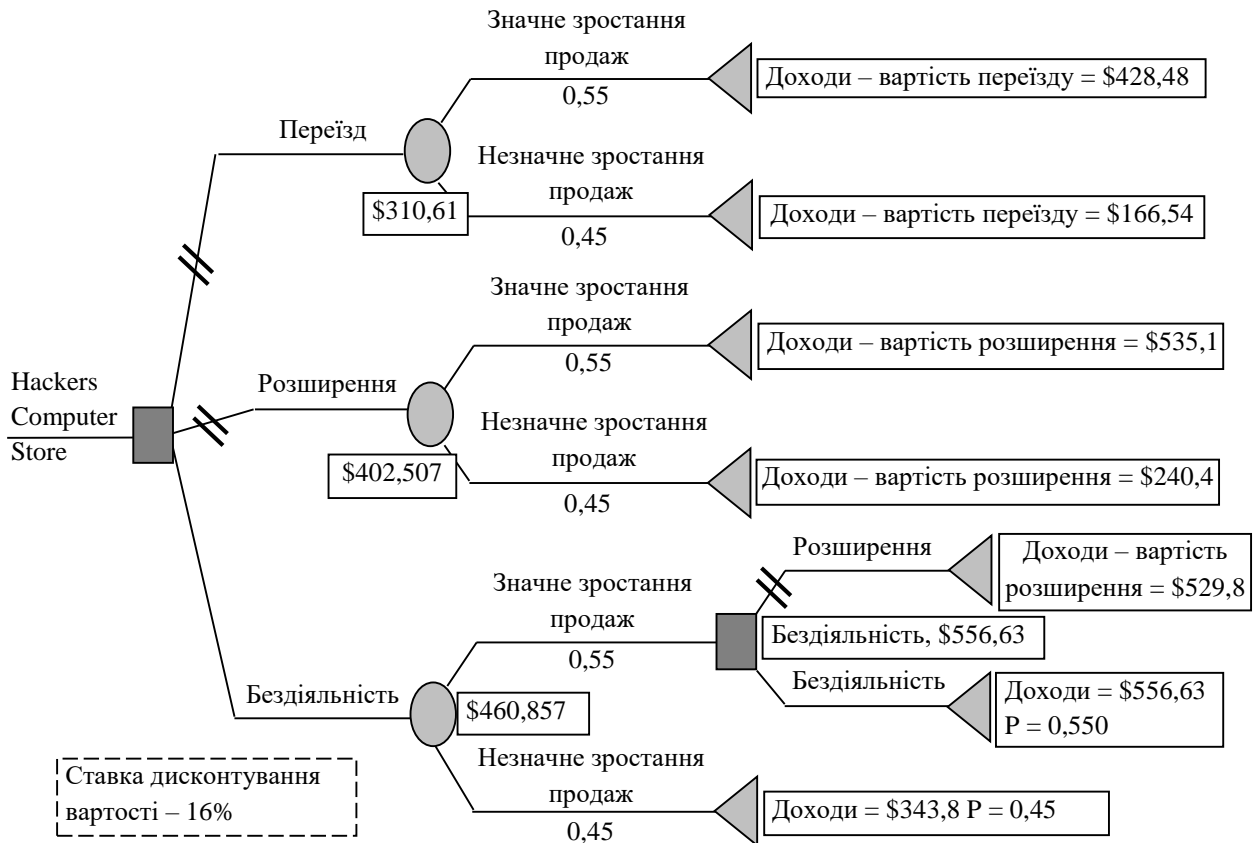 Значне зростання
продаж
0,55
Доходи – вартість переїзду = $428,48
Переїзд
Незначне зростання
продаж
$310,61
0,45
Доходи – вартість переїзду = $166,54
Значне зростання
продаж
0,55
Доходи – вартість розширення = $535,1
Hackers
Computer
Store
Розширення
Незначне зростання
продаж
$402,507
0,45
Доходи – вартість розширення = $240,4
Розширення
Доходи – вартість
розширення = $529,8
Значне зростання
продаж
0,55
Бездіяльність, $556,63
Бездіяльність
Бездіяльність
$460,857
Доходи = $556,63
P = 0,550
Незначне зростання
продаж
0,45
Доходи = $343,8 P = 0,45
Ставка дисконтування
вартості – 16%